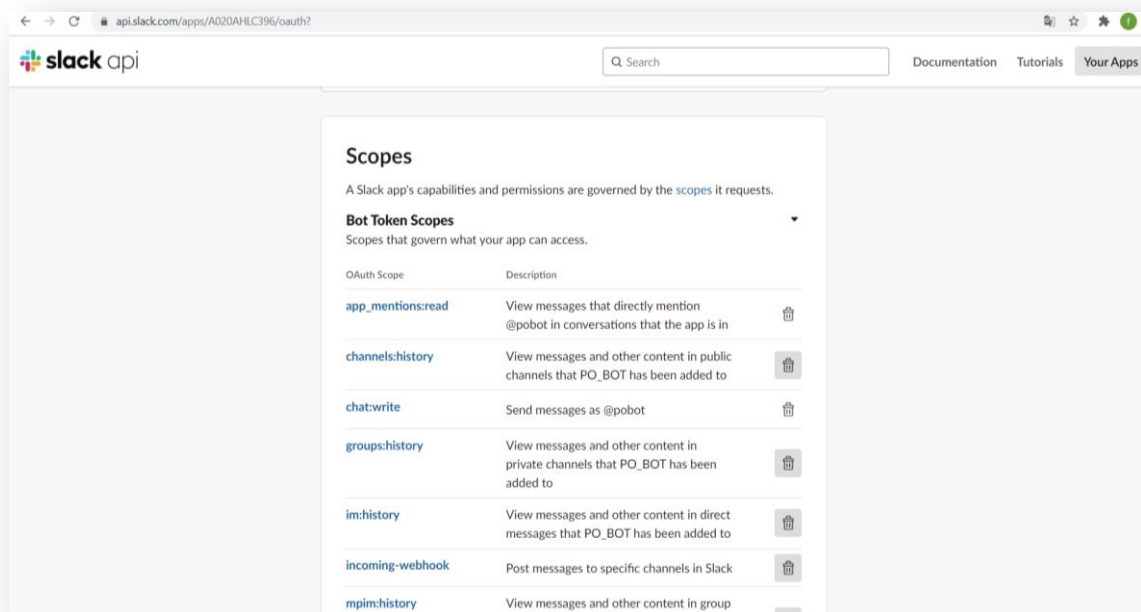 api.slack.com/apps/A020AHLC396/oauth?
slack api
Search
Documentation
Tutorials
Your Apps
Scopes
A Slack app's capabilities and permissions are governed by the scopes it requests.
Bot Token Scopes
Scopes that govern what your app can access.
OAuth Scope
Description
app_mentions:read
View messages that directly mention
@pobot in conversations that the app is in
channels:history
View messages and other content in public
channels that PO_BOT has been added to
chat:write
Send messages as @pobot
groups:history
View messages and other content in
private channels that PO_BOT has been
added to
im:history
View messages and other content in direct
messages that PO_BOT has been added to
incoming-webhook
Post messages to specific channels in Slack
mpim:history
View messages and other content in group